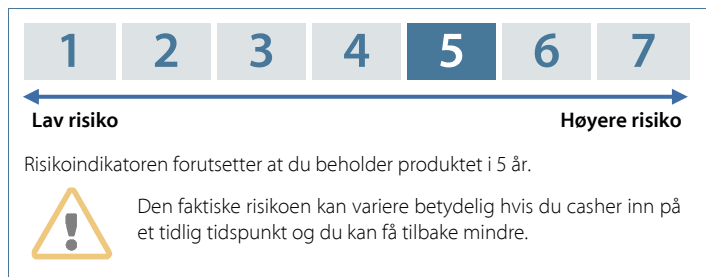 1 2 3 4 5 6 7
Lav risiko Høyere risiko
Risikoindikatoren forutsetter at du beholder produktet i 5 år.
Den faktiske risikoen kan variere betydelig hvis du casher inn på
et tidlig tidspunkt og du kan få tilbake mindre.